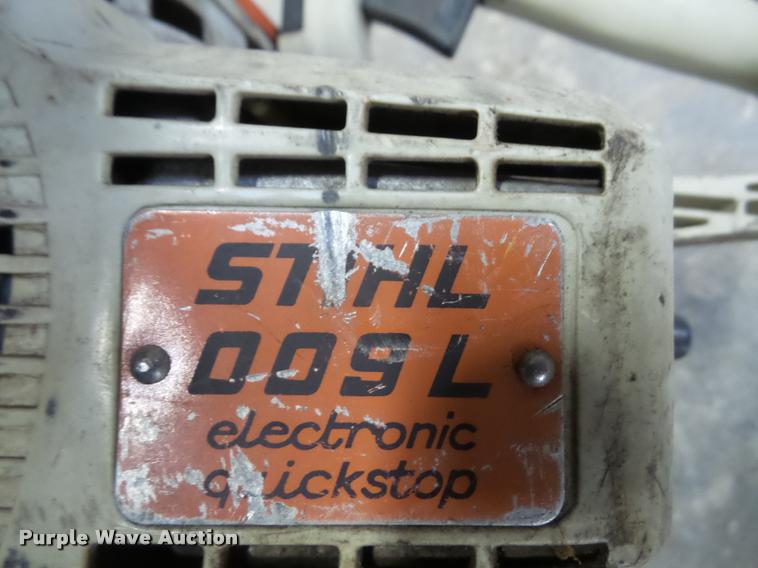 STIHL
009 L
electronic
quickstop
Purple Wave Auction